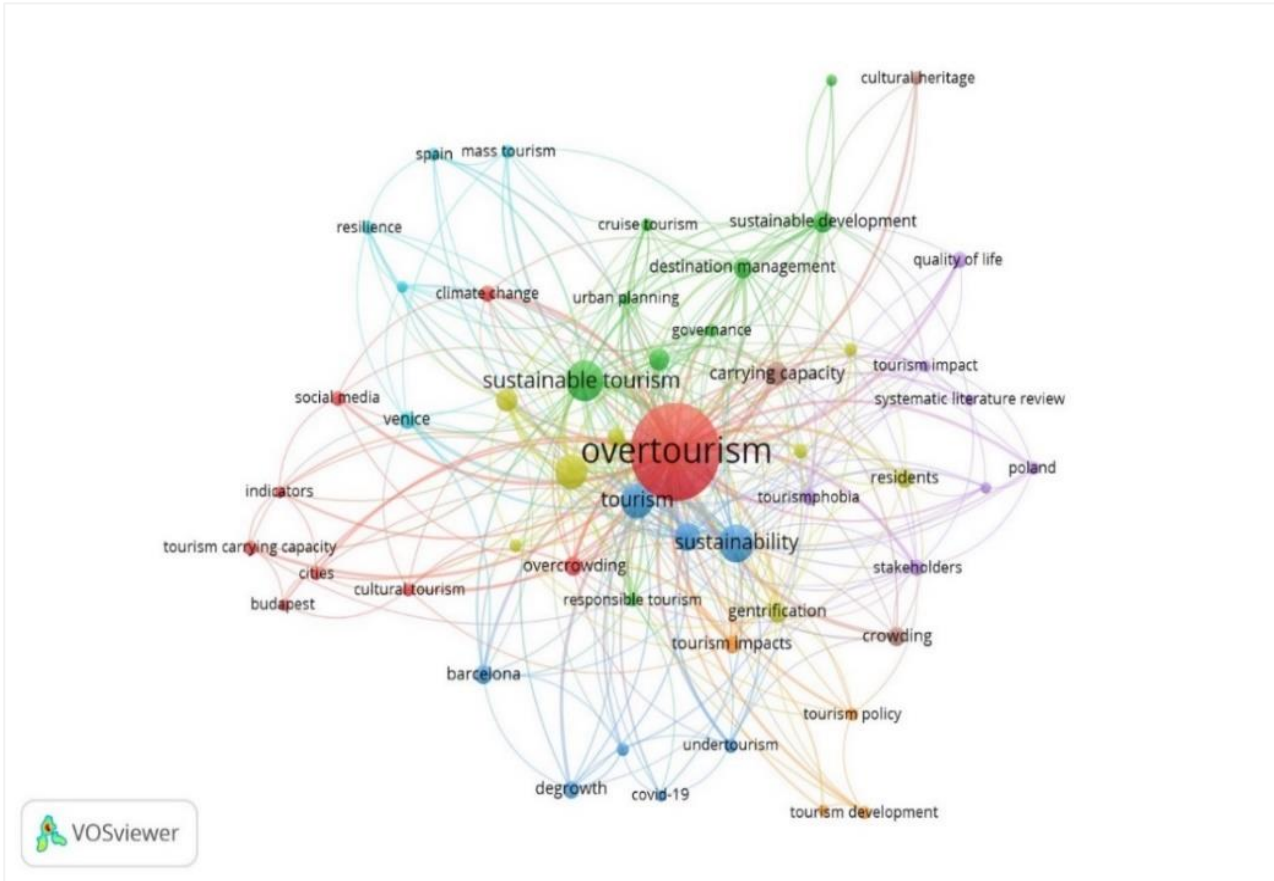 cultural heritage
spain
mass tourism
cruise tourism
sustainable development
resilience
destination management
quality of life
climate change
urban planning
governance
sustainable tourism
carrying capacity
tourism impact
social media
systematic literature review
venice
overtourism
poland
residents
indicators
tourism
tourismphobia
sustainability
tourism carrying capacity
overcrowding
stakeholders
cities
cultural tourism
responsible tourism
budapest
gentrification
crowding
tourism impacts
barcelona
tourism policy
undertourism
degrowth
covid-19
tourism development
VOSviewer